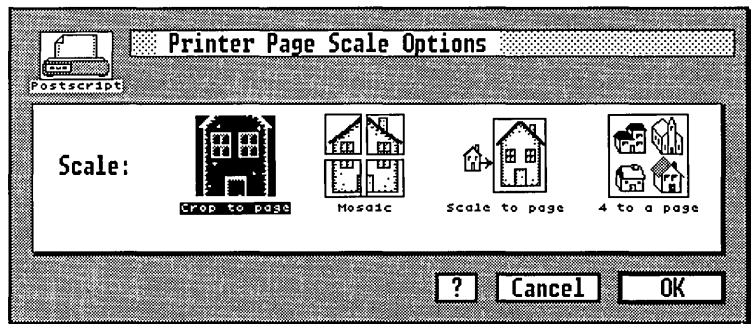 Printer Page Scale Options
Postscript
Scale:
Crop to page
Mosaic
Scale to page
4 to a page
?
Cancel
OK